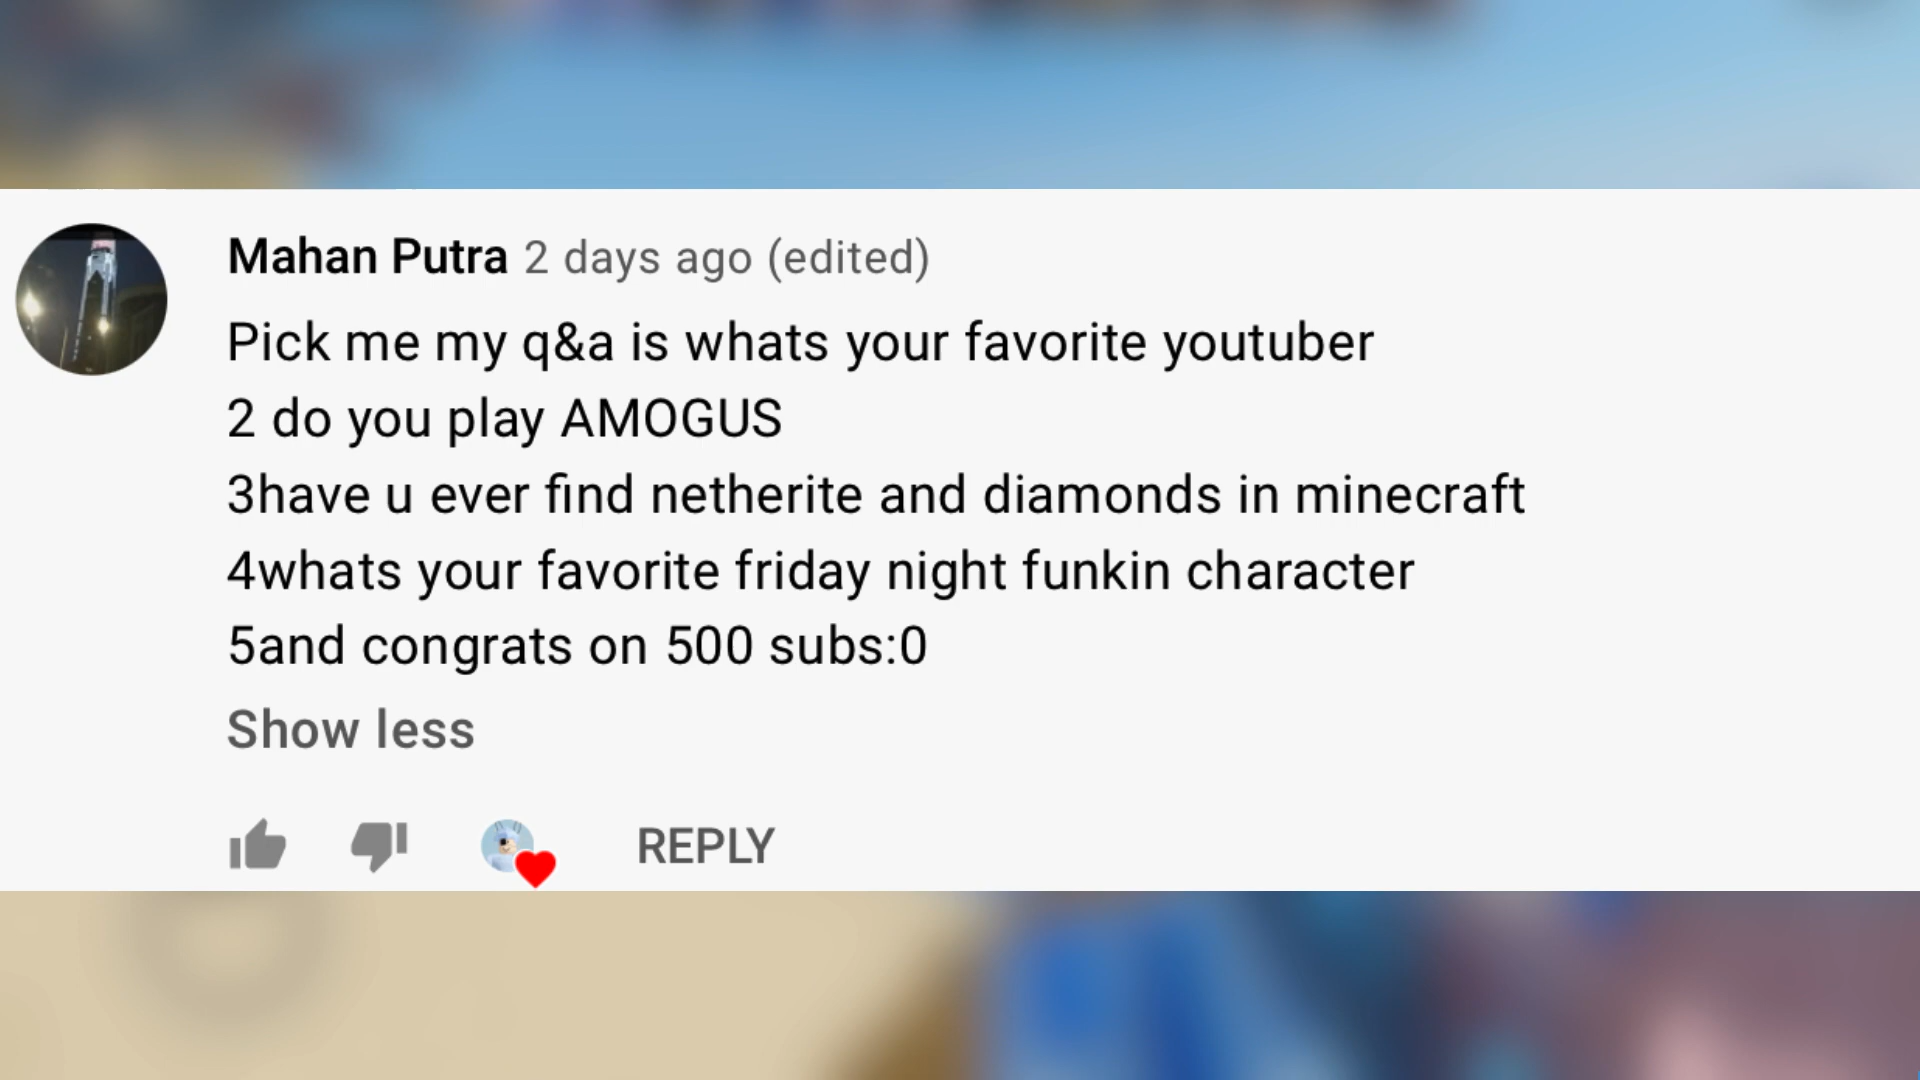 Mahan Putra 2 days ago (edited)
Pick me my q&a is whats your favorite youtuber
2 do you play AMOGUS
3have u ever find netherite and diamonds in minecraft
4whats your favorite friday night funkin character
5and congrats on 500 subs:0
Show less
REPLY